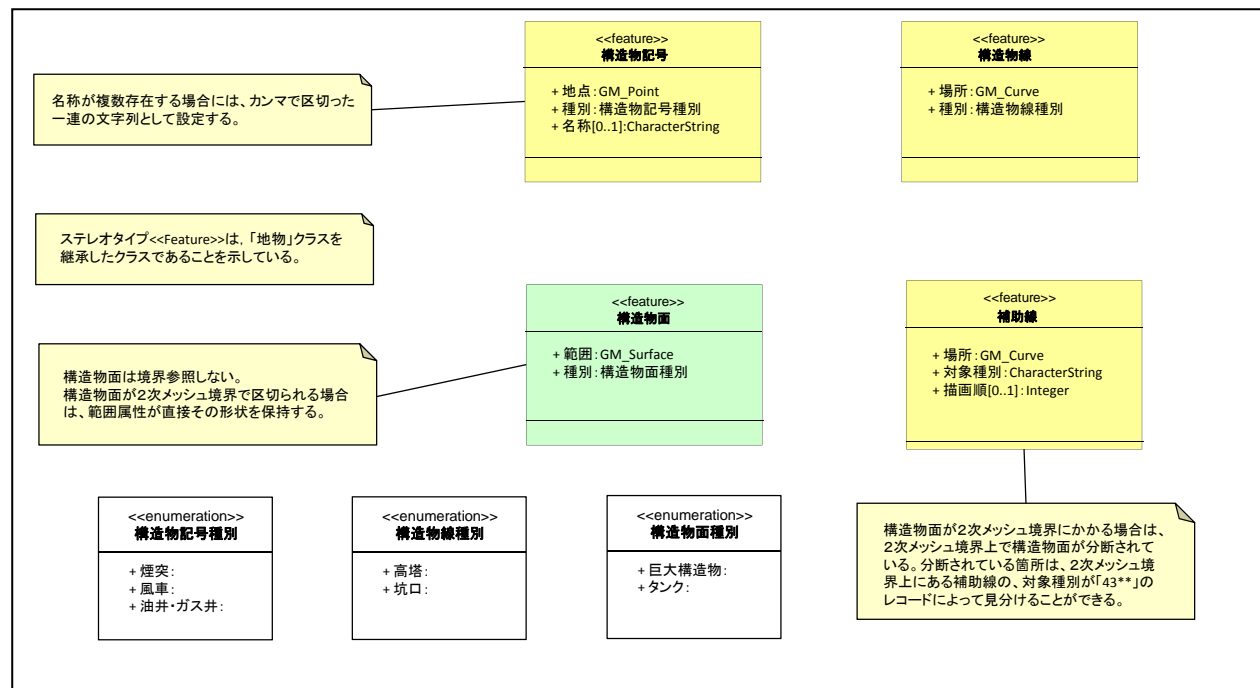 <<feature>>
構造物記号
+ 地点:GM_Point
+ 種別:構造物記号種別
+ 名称[0..1]:CharacterString
<<feature>>
構造物線
+ 場所:GM_Curve
+ 種別:構造物線種別
名称が複数存在する場合には、カンマで区切った
一連の文字列として設定する。
ステレオタイプ<<Feature>>は,「地物」クラスを
継承したクラスであることを示している。
<<feature>>
構造物面
+ 範囲:GM_Surface
+ 種別:構造物面種別
<<feature>>
補助線
+ 場所:GM_Curve
+ 対象種別:CharacterString
+ 描画順[0..1]:Integer
構造物面は境界参照しない。
構造物面が2次メッシュ境界で区切られる場合
は、範囲属性が直接その形状を保持する。
<<enumeration>>
構造物記号種別
+ 煙突:
+ 風車:
+ 油井・ガス井:
<<enumeration>>
構造物線種別
+ 高塔:
+ 坑口:
<<enumeration>>
構造物面種別
+ 巨大構造物:
+ タンク:
構造物面が2次メッシュ境界にかかる場合は、
2次メッシュ境界上で構造物面が分断されて
いる。分断されている箇所は、2次メッシュ境
界上にある補助線の、対象種別が「43**」の
レコードによって見分けることができる。